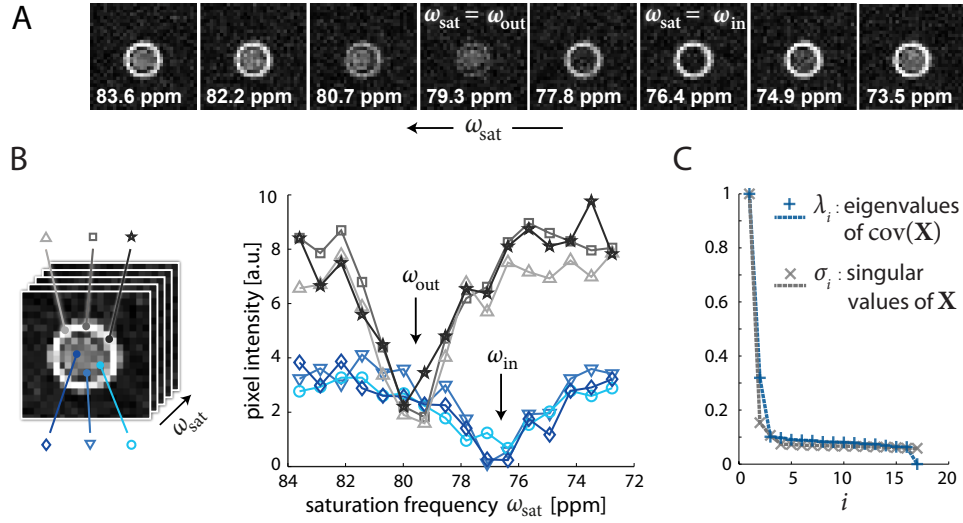 A
ω_sat = ω_out
ω_sat = ω_in
83.6 ppm
82.2 ppm
80.7 ppm
79.3 ppm
77.8 ppm
76.4 ppm
74.9 ppm
73.5 ppm
ω_sat
B
ω_sat
10
8
6
4
2
0
pixel intensity [a.u.]
ω_out
ω_in
84
82
80
78
76
74
72
saturation frequency ω_sat [ppm]
C
1
0.8
0.6
0.4
0.2
0
λ_i : eigenvalues
of cov(X)
σ_i : singular
values of X
0
5
10
15
20
i